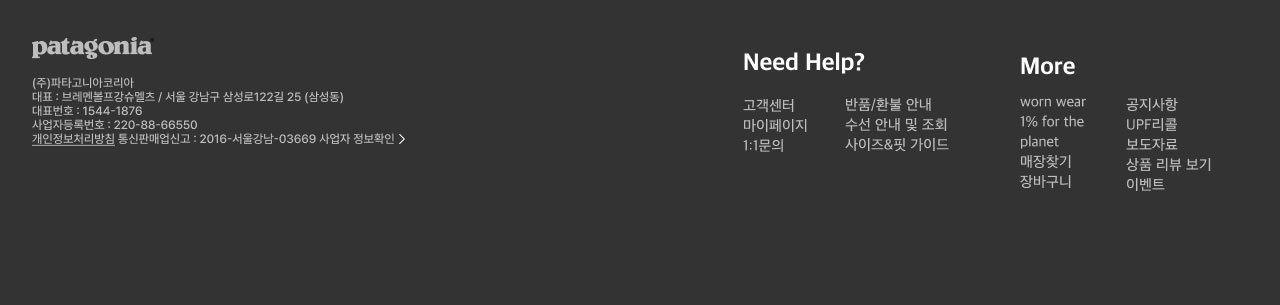 patagonia
(주)파타고니아코리아
대표 : 브레멘볼프강슈멜츠 / 서울 강남구 삼성로122길 25 (삼성동)
대표번호 : 1544-1876
사업자등록번호 : 220-88-66550
개인정보처리방침 통신판매업신고 : 2016-서울강남-03669 사업자 정보확인 >
Need Help?
고객센터
마이페이지
1:1문의
반품/환불 안내
수선 안내 및 조회
사이즈&핏 가이드
More
worn wear
1% for the
planet
매장찾기
장바구니
공지사항
UPF리콜
보도자료
상품 리뷰 보기
이벤트